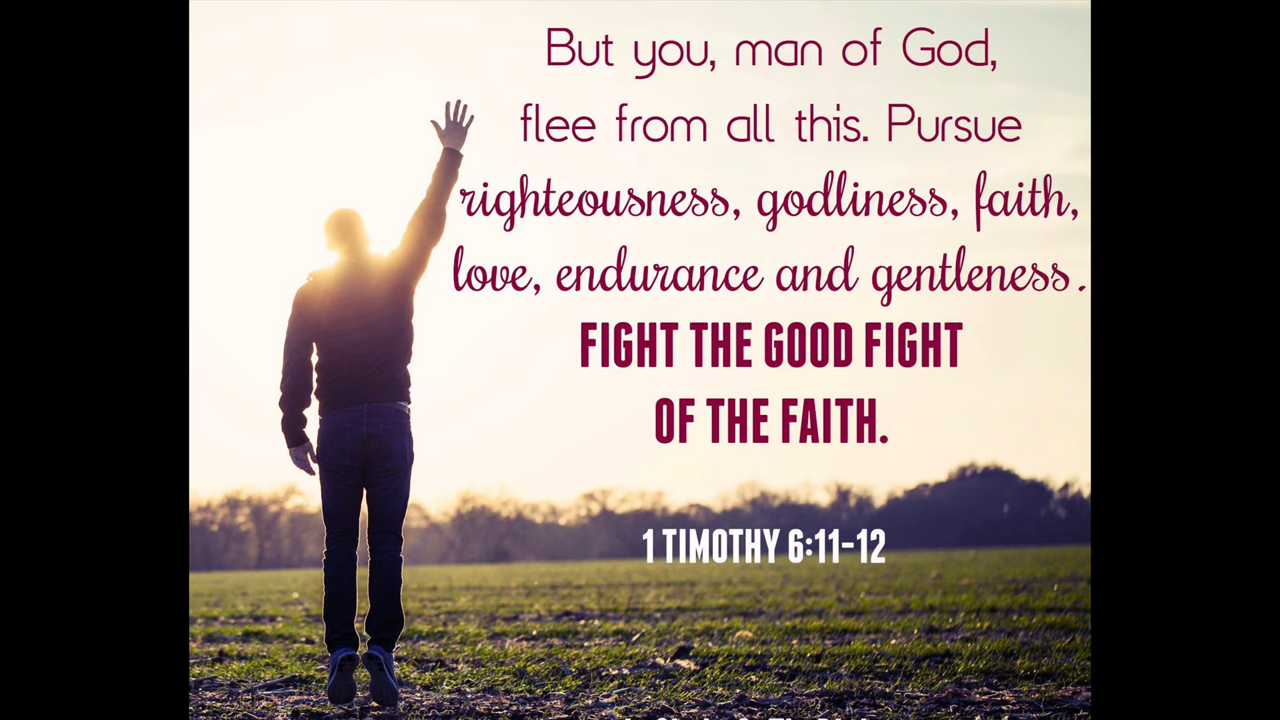 But you, man of God,
flee from all this. Pursue
righteousness, godliness, faith,
love, endurance and gentleness.
FIGHT THE GOOD FIGHT
OF THE FAITH.
1 TIMOTHY 6:11-12